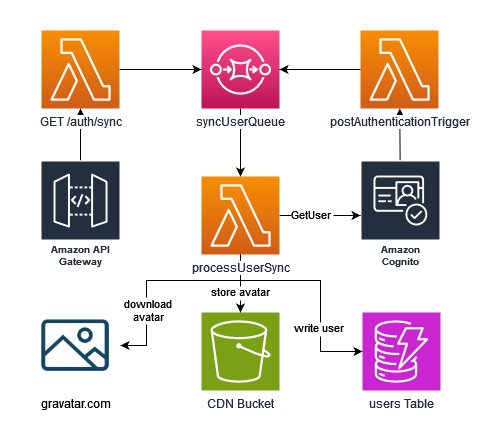 GET /auth/sync
syncUserQueue
postAuthenticationTrigger
Amazon API
Gateway
GetUser
Amazon
Cognito
processUserSync
download
avatar
store avatar
write user
gravatar.com
CDN Bucket
users Table